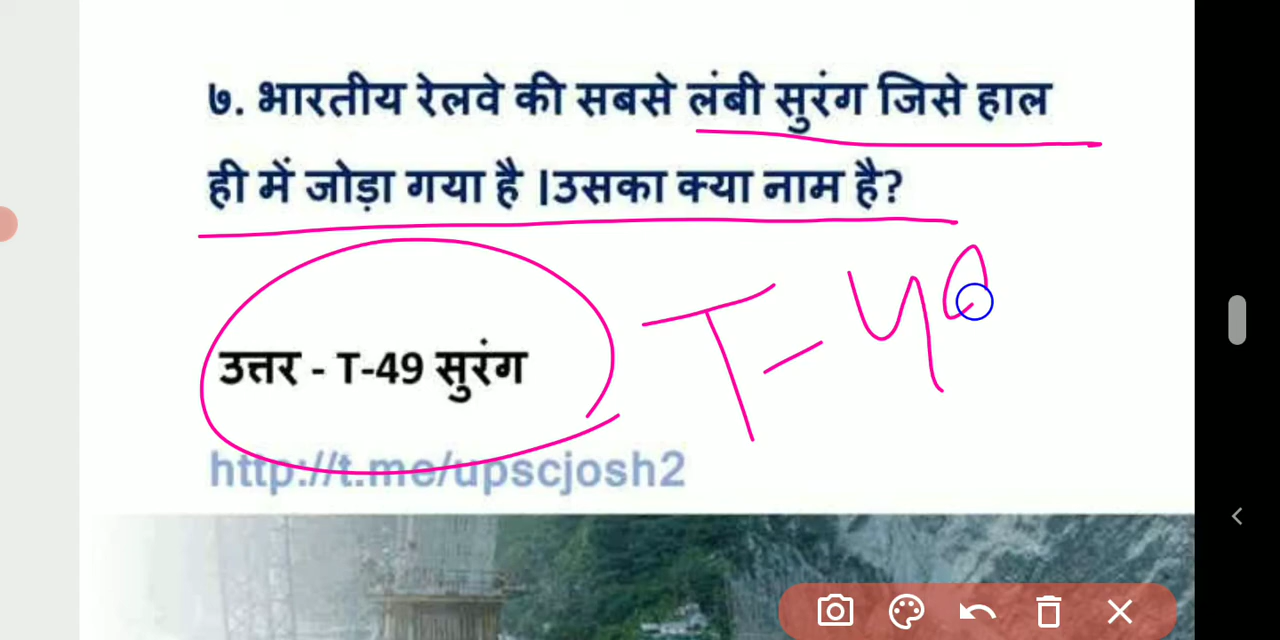 ७. भारतीय रेलवे की सबसे लंबी सुरंग जिसे हाल
ही में जोड़ा गया है ।उसका क्या नाम है?
उत्तर - T-49 सुरंग
T-49
http://t.me/upscjosh2